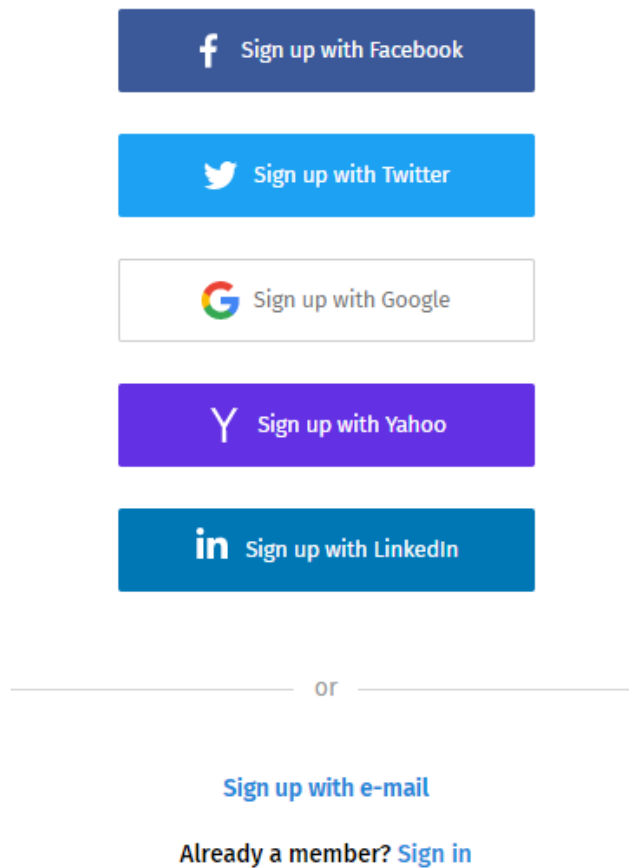 Sign up with Facebook
Sign up with Twitter
Sign up with Google
Sign up with Yahoo
in Sign up with LinkedIn
or
Sign up with e-mail
Already a member? Sign in